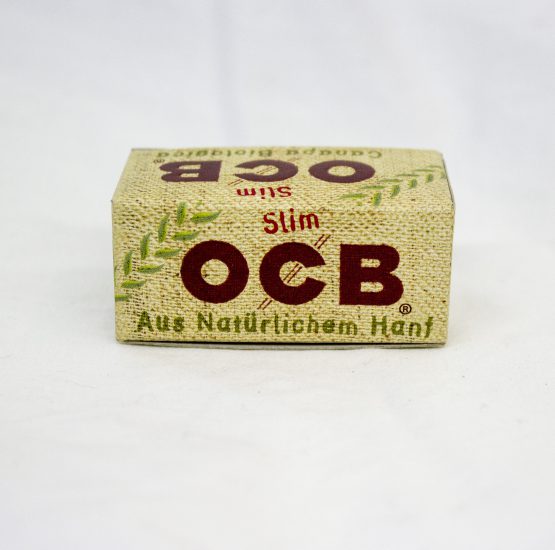 Canapa Biologica
OCB®
Slim
Slim
OCB®
Aus Natürlichem Hanf